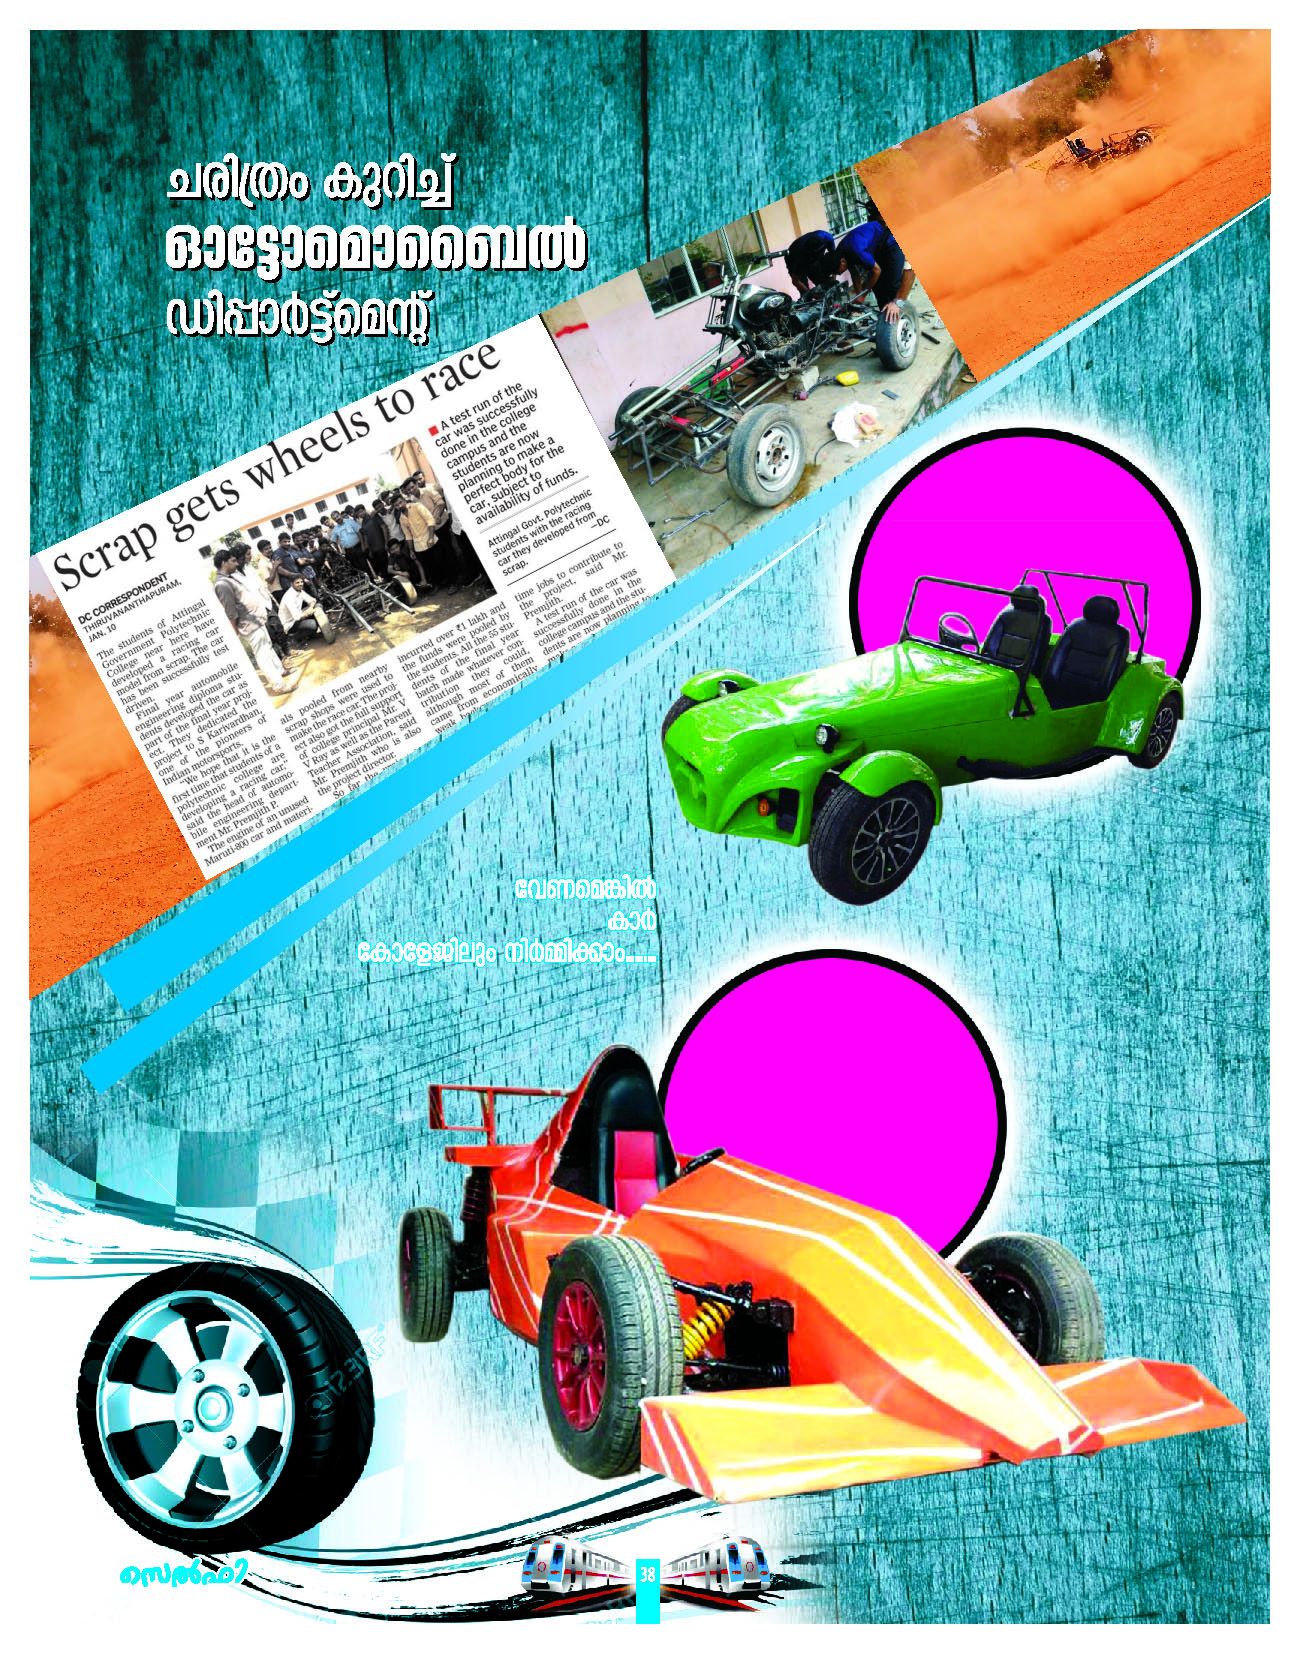 ചരിത്രം കുറിച്ച്
ഓട്ടോമൊബൈൽ
ഡിപ്പാർട്ട്മെന്റ്
Scrap gets wheels to race
DC CORRESPONDENT
THIRUVANANTHAPURAM,
JAN. 10
The students of Attingal
Government Polytechnic
College near here have
developed a racing car
model from scrap. The car
has been successfully test
driven.
Final year automobile
engineering diploma stu-
dents developed the car as
part of the final year proj-
ect. They dedicated the
project to S Karivardhan,
one of the pioneers of
Indian motorsports.
"We hope that it is the
first time that students of a
polytechnic college are
developing a racing car,"
said the head of automo-
bile engineering depart-
ment Mr. Premjith P.
The engine of an unused
Maruti-800 car and materi-
als pooled from nearby
scrap shops were used to
make the race car. The proj-
ect also got the full support
of college principal Mr. V
V Ray as well as the Parent
Teacher Association, said
Mr. Premjith who is also
the project director.
So far the
incurred over ₹1 lakh and
the funds were pooled by
the students. All the 55 stu-
dents of the final year
batch made whatever con-
tribution they could,
although most of them
came from economically
weak
A test run of the
car was successfully
done in the college
campus and the
students are now
planning to make a
perfect body for the
car, subject to
availability of funds.
Attingal Govt. Polytechnic
students with the racing
car they developed from
scrap. —DC
time jobs to contribute to
the project, said Mr.
Premjith.
A test run of the car was
successfully done in the
college campus and the stu-
dents are now planning to
വേണമെങ്കിൽ
കാർ
കോളേജിലും നിർമ്മിക്കാം.....
സെൽഫി
38